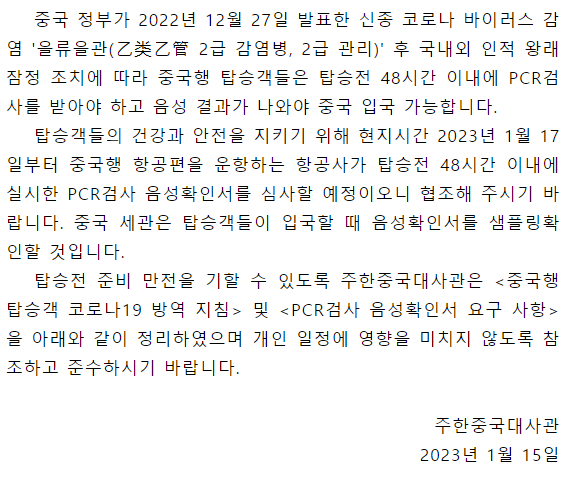 중국 정부가 2022년 12월 27일 발표한 신종 코로나 바이러스 감
염 '을류을관(乙类乙管 2급 감염병, 2급 관리)' 후 국내외 인적 왕래
잠정 조치에 따라 중국행 탑승객들은 탑승전 48시간 이내에 PCR검
사를 받아야 하고 음성 결과가 나와야 중국 입국 가능합니다.
탑승객들의 건강과 안전을 지키기 위해 현지시간 2023년 1월 17
일부터 중국행 항공편을 운항하는 항공사가 탑승전 48시간 이내에
실시한 PCR검사 음성확인서를 심사할 예정이오니 협조해 주시기 바
랍니다. 중국 세관은 탑승객들이 입국할 때 음성확인서를 샘플링확
인할 것입니다.
탑승전 준비 만전을 기할 수 있도록 주한중국대사관은 <중국행
탑승객 코로나19 방역 지침> 및 <PCR검사 음성확인서 요구 사항>
을 아래와 같이 정리하였으며 개인 일정에 영향을 미치지 않도록 참
조하고 준수하시기 바랍니다.
주한중국대사관
2023년 1월 15일